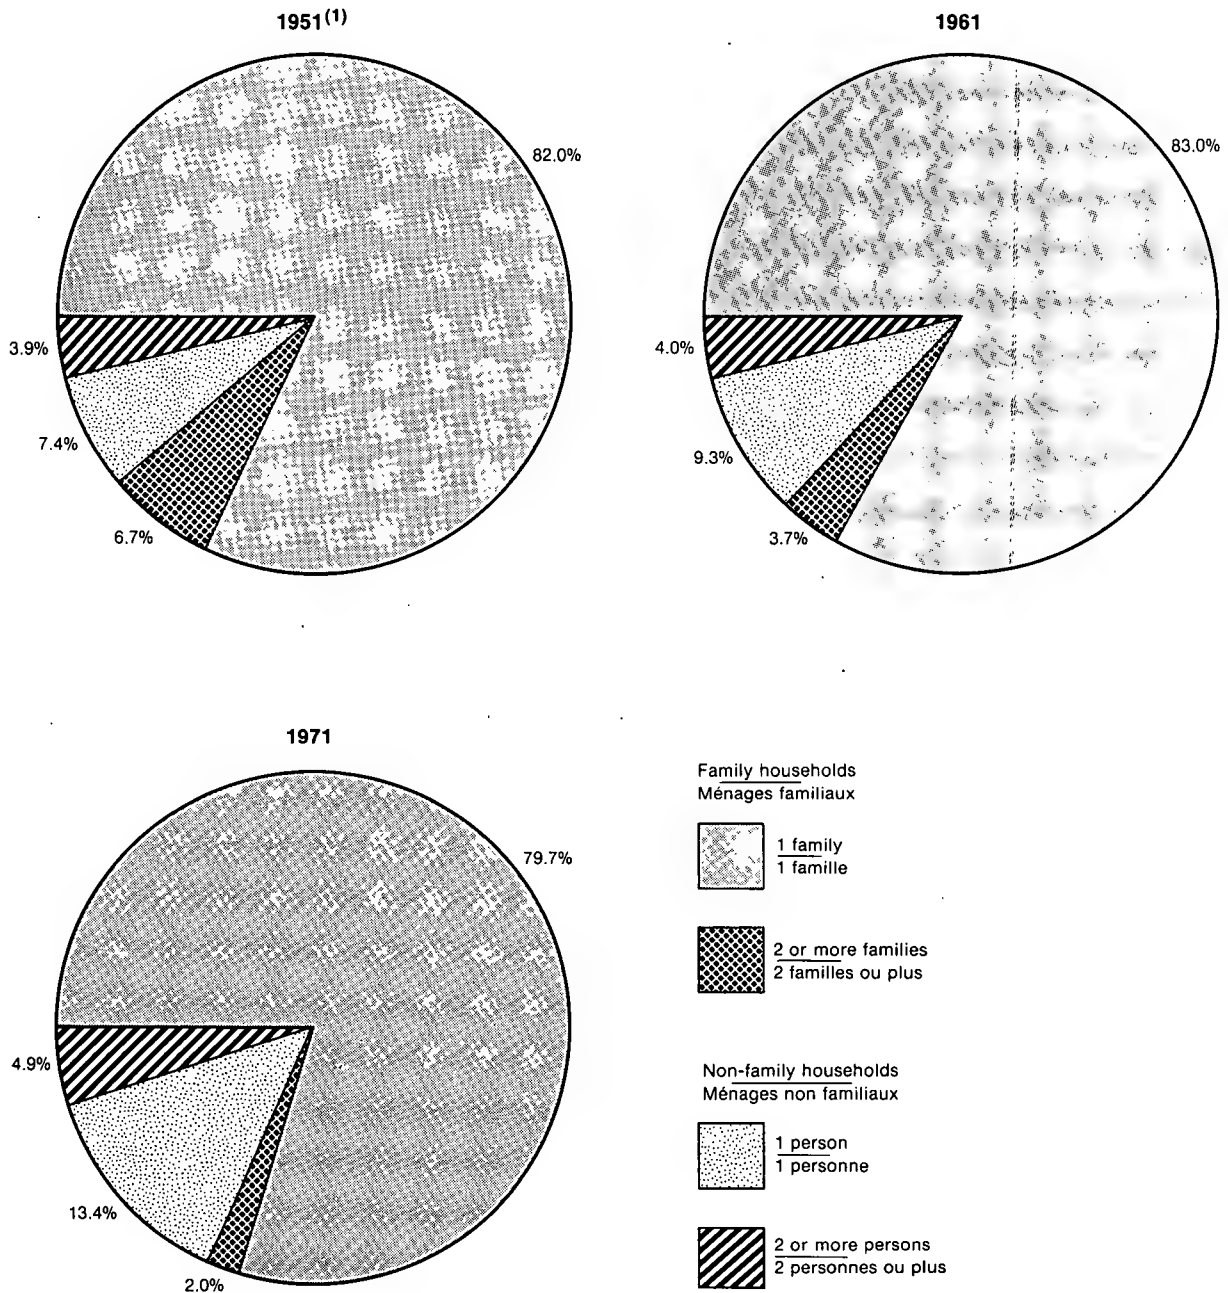 1951(1)
82.0%
3.9%
7.4%
6.7%
1961
83.0%
4.0%
9.3%
3.7%
1971
79.7%
4.9%
13.4%
2.0%
Family households
Ménages familiaux
1 family
1 famille
2 or more families
2 familles ou plus
Non-family households
Ménages non familiaux
1 person
1 personne
2 or more persons
2 personnes ou plus